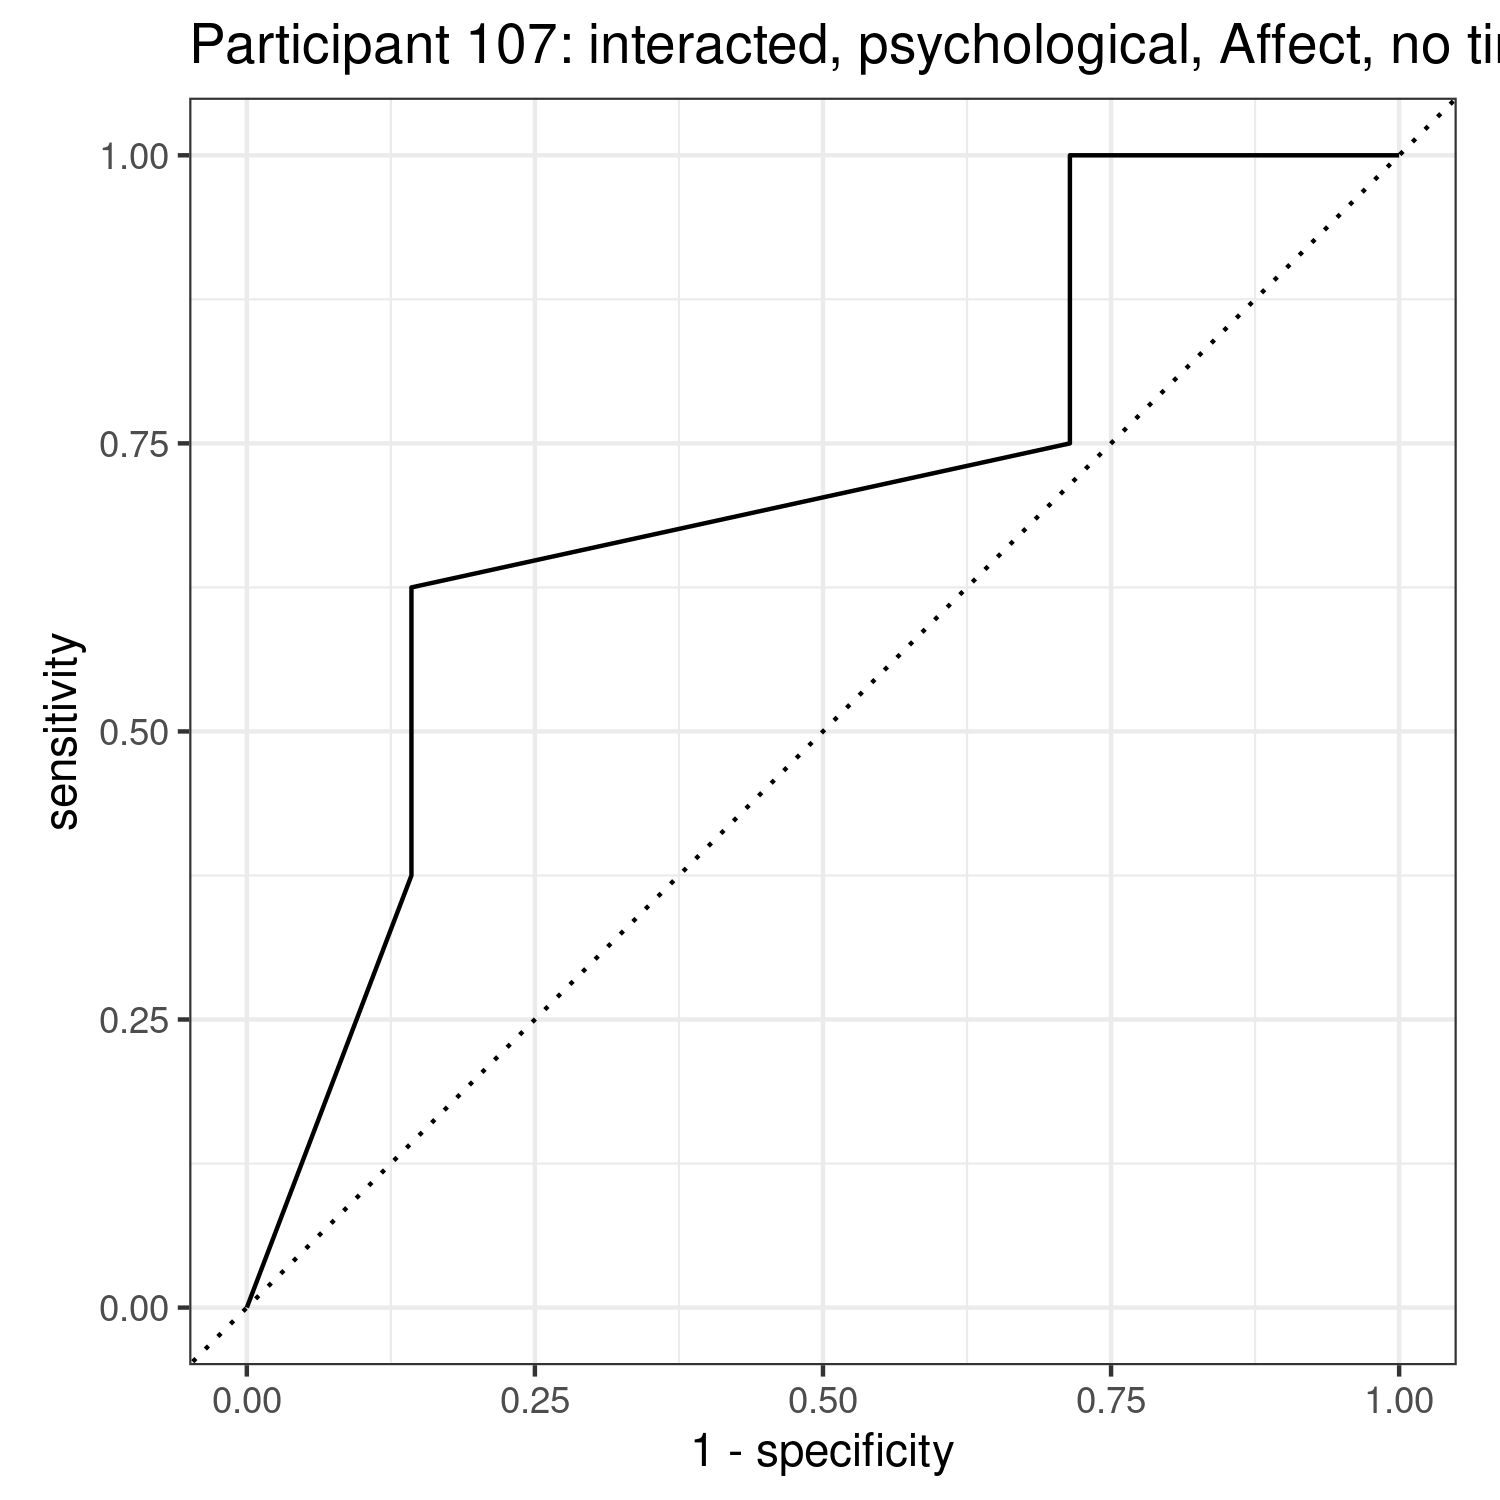 Participant 107: interacted, psychological, Affect, no
1.00
0.75
0.50
0.25
0.00
sensitivity
0.00 0.25 0.50 0.75 1.00
1 - specificity